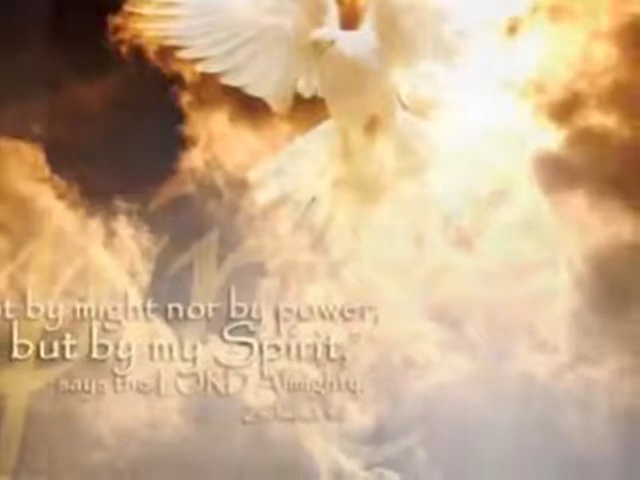 t by might nor by power,
but by my Spirit,"
says the LORD Almighty.